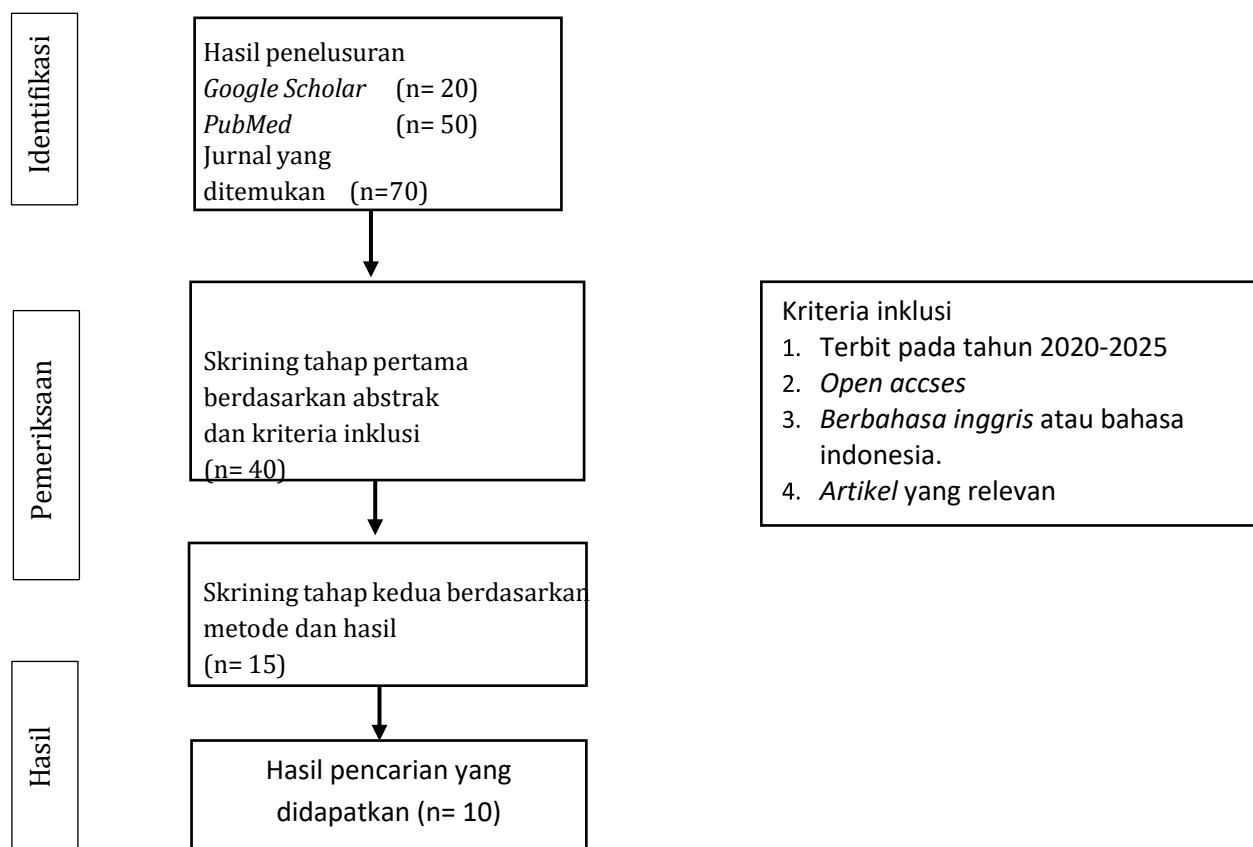 Identifikasi
Hasil penelusuran
Google Scholar (n= 20)
PubMed (n= 50)
Jurnal yang
ditemukan (n=70)
Pemeriksaan
Skrining tahap pertama
berdasarkan abstrak
dan kriteria inklusi
(n= 40)
Kriteria inklusi
1. Terbit pada tahun 2020-2025
2. Open accses
3. Berbahasa inggris atau bahasa
indonesia.
4. Artikel yang relevan
Skrining tahap kedua berdasarkan
metode dan hasil
(n= 15)
Hasil
Hasil pencarian yang
didapatkan (n= 10)